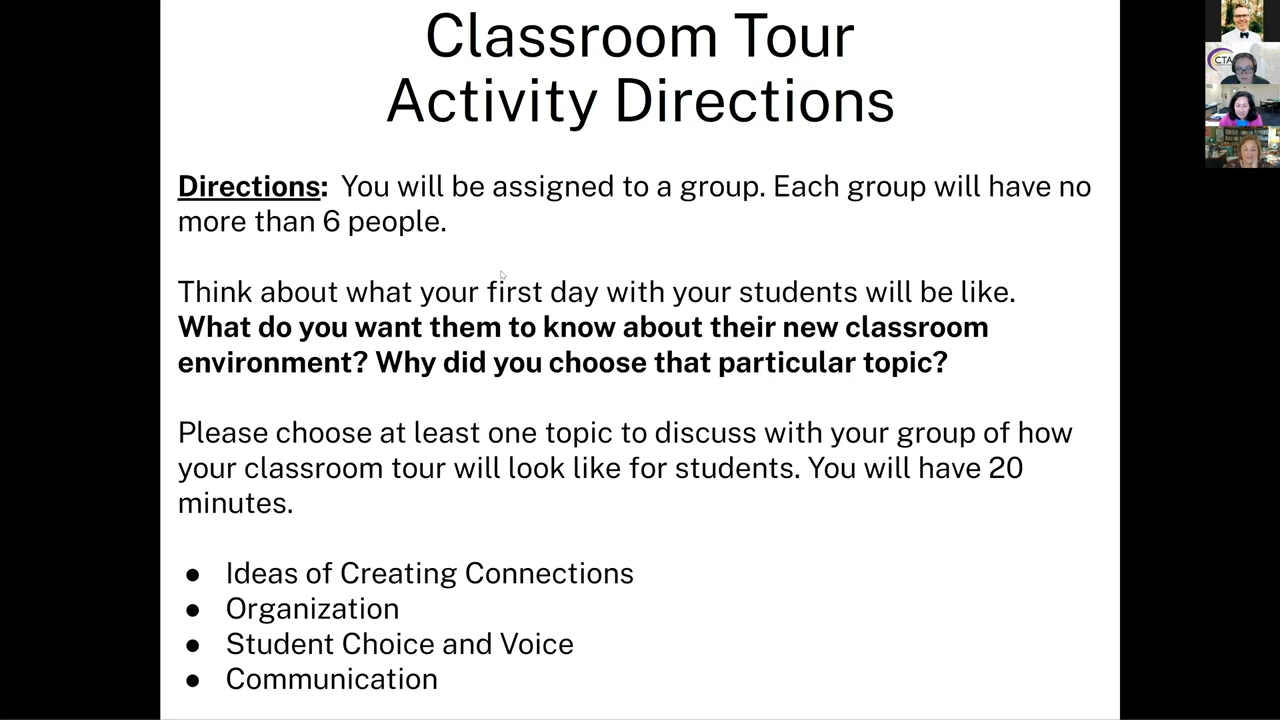 Classroom Tour
Activity Directions
Directions: You will be assigned to a group. Each group will have no
more than 6 people.
Think about what your first day with your students will be like.
What do you want them to know about their new classroom
environment? Why did you choose that particular topic?
Please choose at least one topic to discuss with your group of how
your classroom tour will look like for students. You will have 20
minutes.
● Ideas of Creating Connections
● Organization
● Student Choice and Voice
● Communication
CTA